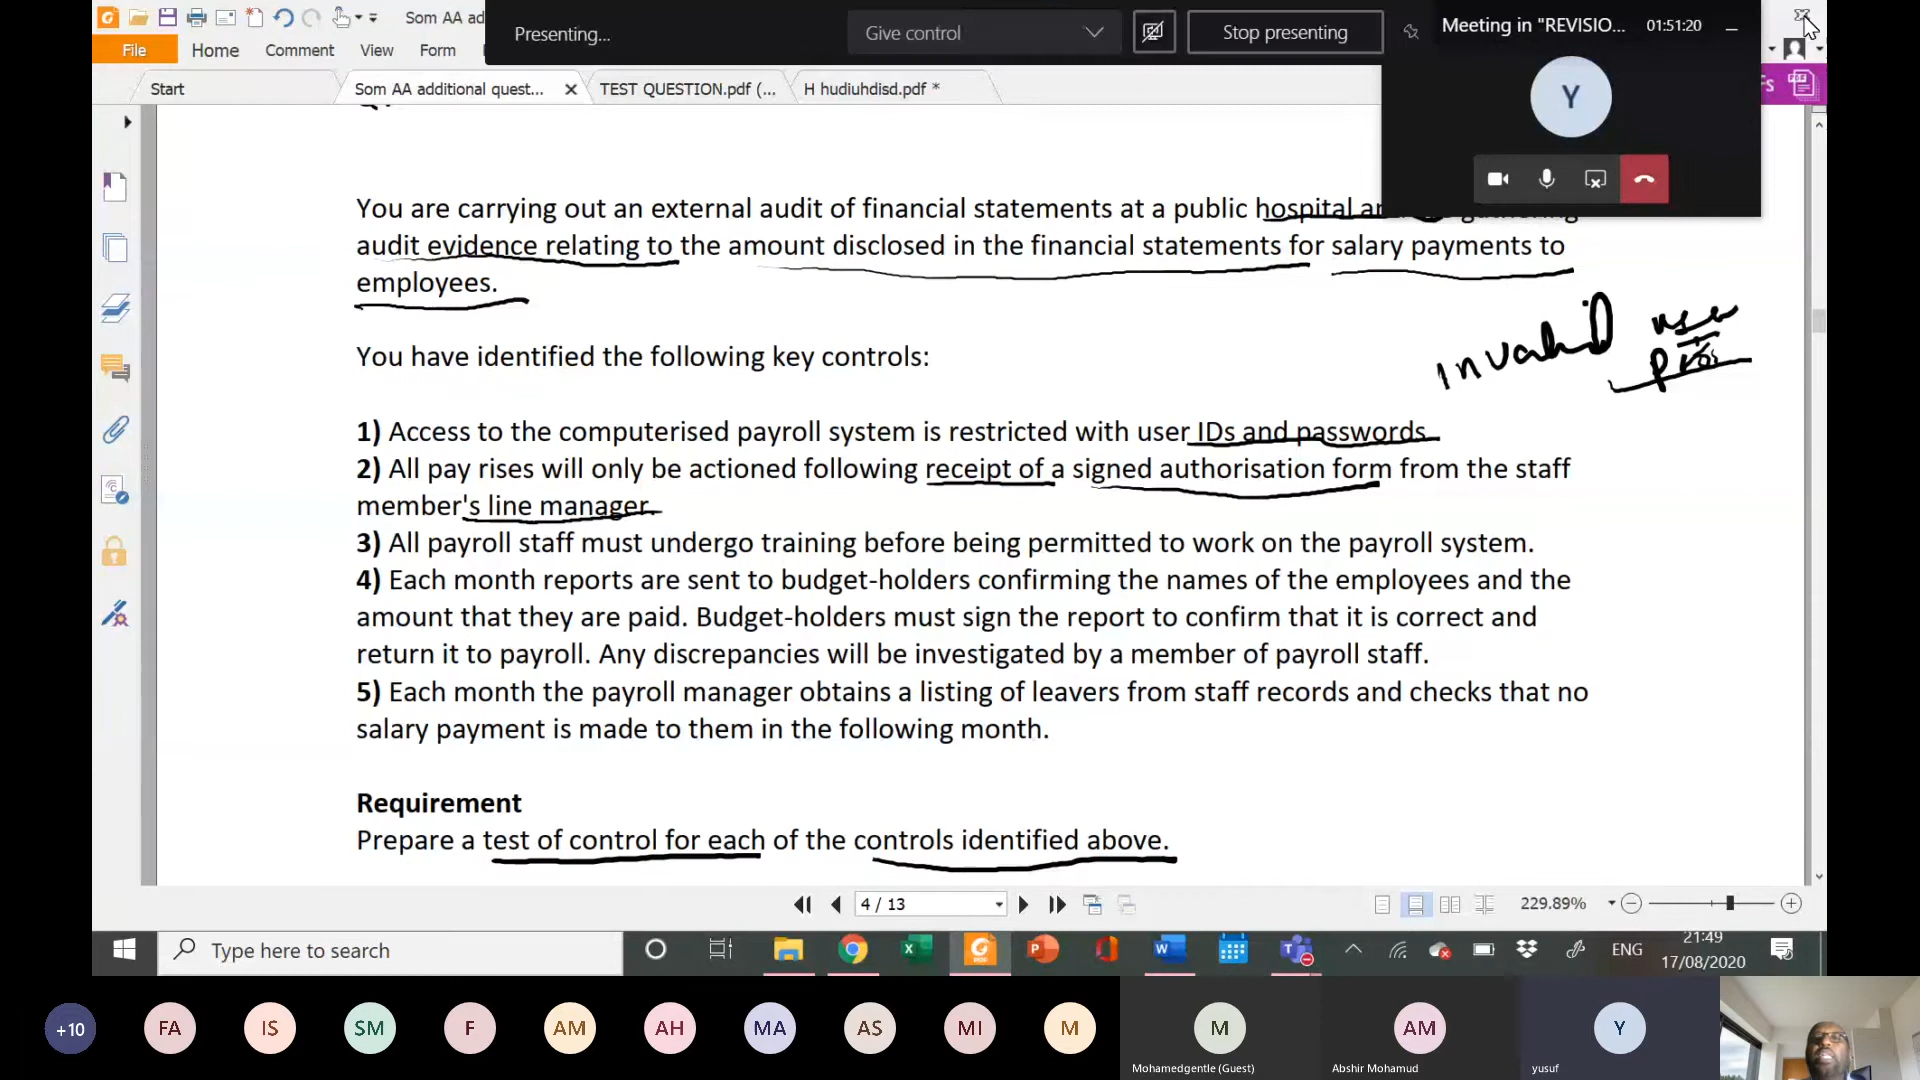 Som AA ad
Presenting...
Give control
Stop presenting
Meeting in "REVISIO...
01:51:20
File
Home
Comment
View
Form
Start
Som AA additional quest...
TEST QUESTION.pdf (...
H hudiuhdisd.pdf *
Y
You are carrying out an external audit of financial statements at a public hospital
audit evidence relating to the amount disclosed in the financial statements for salary payments to
employees.
You have identified the following key controls:
invalid
1) Access to the computerised payroll system is restricted with user IDs and passwords
2) All pay rises will only be actioned following receipt of a signed authorisation form from the staff
member's line manager.
3) All payroll staff must undergo training before being permitted to work on the payroll system.
4) Each month reports are sent to budget-holders confirming the names of the employees and the
amount that they are paid. Budget-holders must sign the report to confirm that it is correct and
return it to payroll. Any discrepancies will be investigated by a member of payroll staff.
5) Each month the payroll manager obtains a listing of leavers from staff records and checks that no
salary payment is made to them in the following month.
Requirement
Prepare a test of control for each of the controls identified above.
4 / 13
229.89%
Type here to search
ENG
21:49
17/08/2020
+10
FA
IS
SM
F
AM
AH
MA
AS
MI
M
M
AM
Y
Mohamedgentle (Guest)
Abshir Mohamud
yusuf